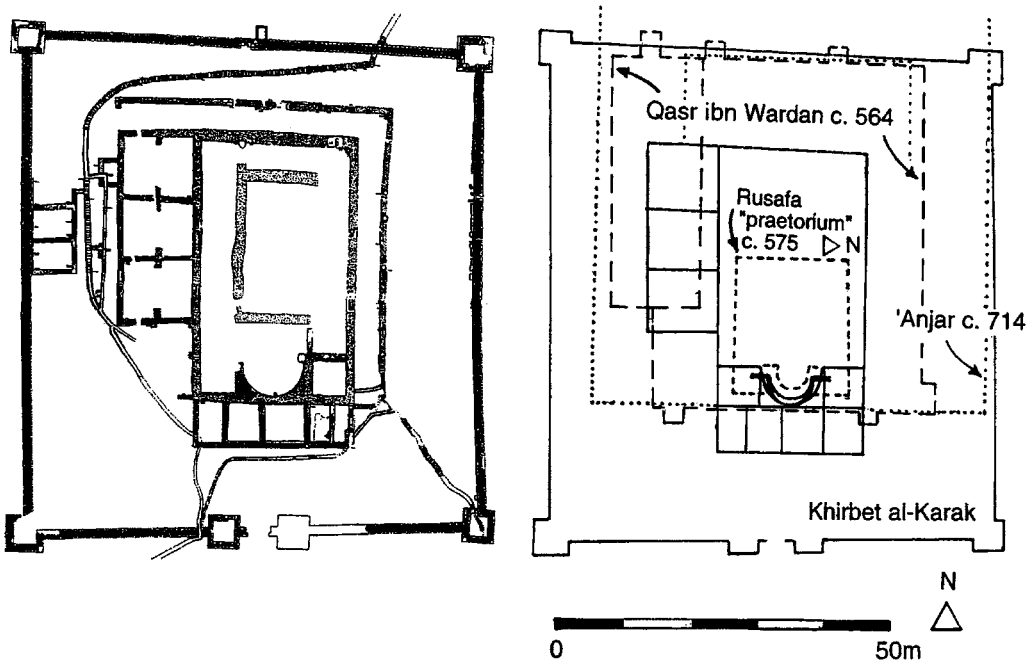 Qasr ibn Wardan c. 564
Rusafa
"praetorium"
c. 575
N
'Anjar c. 714
Khirbet al-Karak
N
0
50m